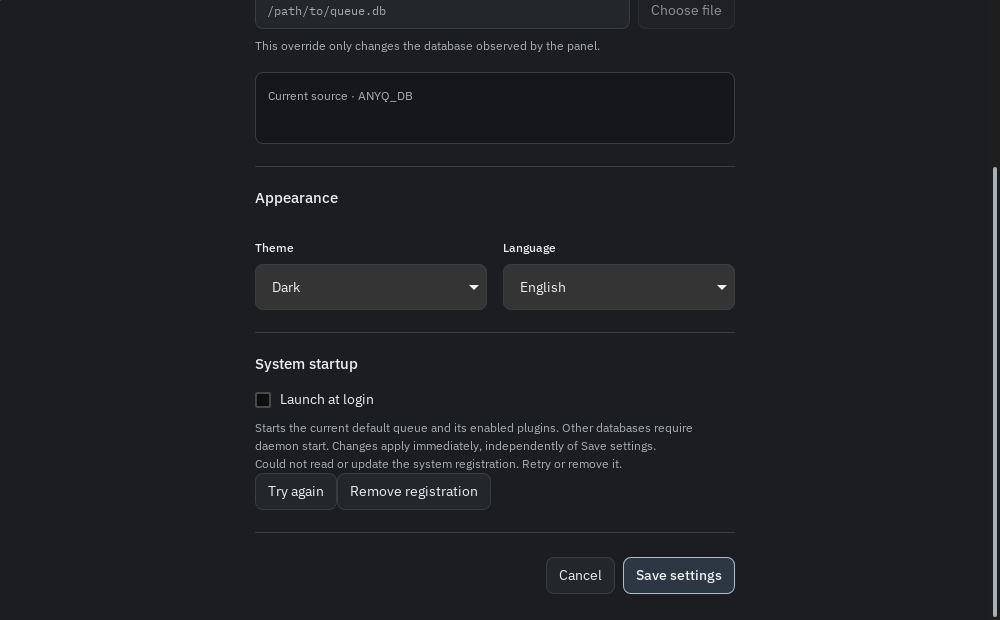 /path/to/queue.db
Choose file
This override only changes the database observed by the panel.
Current source · ANYQ_DB
Appearance
Theme
Language
Dark
English
System startup
Launch at login
Starts the current default queue and its enabled plugins. Other databases require
daemon start. Changes apply immediately, independently of Save settings.
Could not read or update the system registration. Retry or remove it.
Try again
Remove registration
Cancel
Save settings